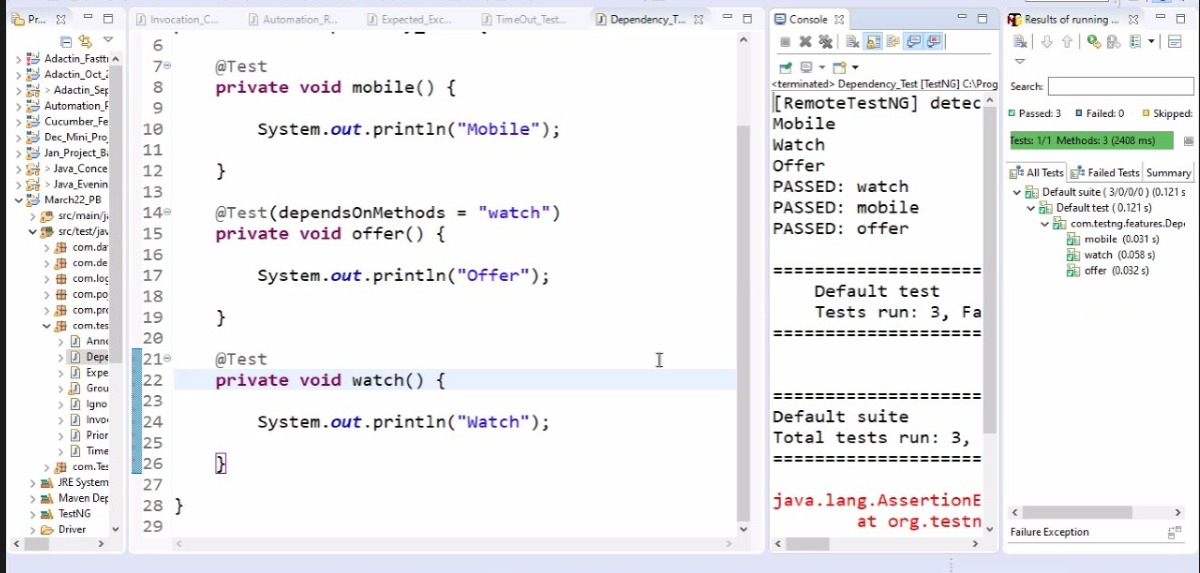 Pr...
Invocation_C...
Automation_R...
Expected_Exc...
TimeOut_Test...
Dependency_T...
Console
Results of running ...
Adactin_Fastt
Adactin_Oct_2
> Adactin_Sep
Automation_F
Cucumber_Fe
Dec_Mini_Pro
Jan_Project_Ba
> Java_Conce
> Java_Evenin
March22_PB
src/main/ja
src/test/jav
com.da
com.de
com.log
com.po
com.pro
com.tes
Anno
Depe
Expe
Grou
Igno
Invo
Prior
Time
com.Tes
JRE System
Maven Dep
TestNG
Driver
6
7 @Test
8 private void mobile() {
9
10 System.out.println("Mobile");
11
12 }
13
14 @Test(dependsOnMethods = "watch")
15 private void offer() {
16
17 System.out.println("Offer");
18
19 }
20
21 @Test
22 private void watch() {
23
24 System.out.println("Watch");
25
26 }
27
28 }
29
<terminated> Dependency_Test [TestNG] C:\Prog
[RemoteTestNG] detec
Mobile
Watch
Offer
PASSED: watch
PASSED: mobile
PASSED: offer
====================
Default test
Tests run: 3, Fa
====================
====================
Default suite
Total tests run: 3,
====================
java.lang.AssertionE
at org.testn
Search:
Passed: 3 Failed: 0 Skipped:
Tests: 1/1 Methods: 3 (2408 ms)
All Tests Failed Tests Summary
Default suite ( 3/0/0/0 ) (0.121 s
Default test ( 0.121 s)
com.testng.features.Depe
mobile (0.031 s)
watch (0.058 s)
offer (0.032 s)
Failure Exception